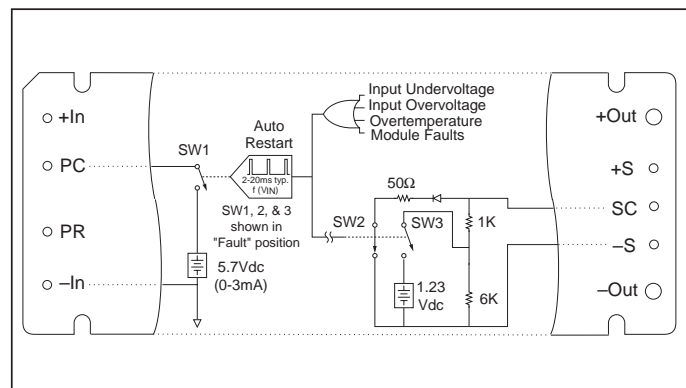 +In
PC
PR
–In
SW1
Auto
Restart
2-20ms typ.
f (VIN)
SW1, 2, & 3
shown in
"Fault" position
5.7Vdc
(0-3mA)
Input Undervoltage
Input Overvoltage
Overtemperature
Module Faults
50Ω
SW2
SW3
1K
1.23
Vdc
6K
+Out
+S
SC
–S
–Out